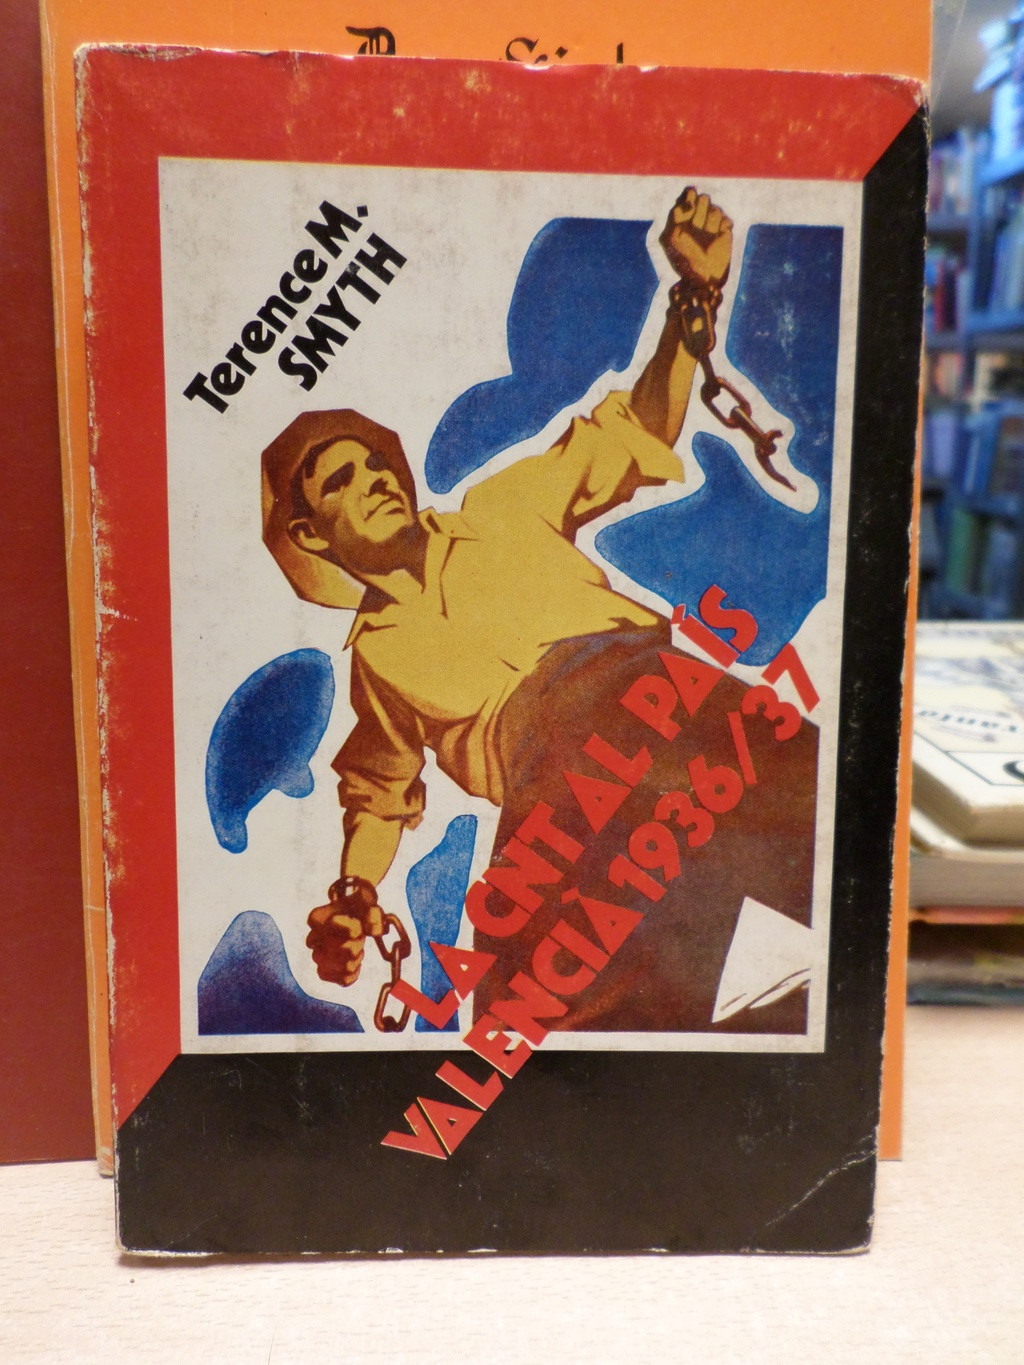 Terence M.
SMYTH
LA CNT AL PAÍS
VALENCIÀ 1936/37